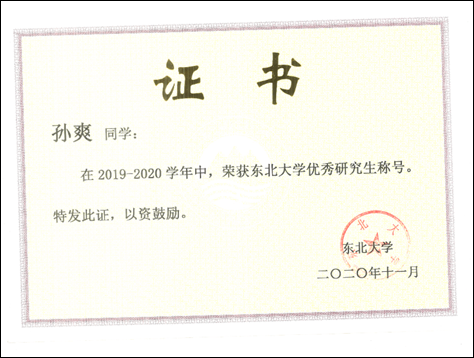 证书
孙爽 同学：
在 2019-2020 学年中，荣获东北大学优秀研究生称号。
特发此证，以资鼓励。
东北大学
二〇二〇年十一月